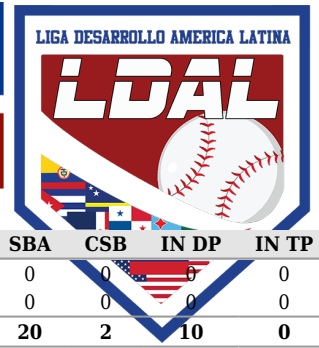 LIGA DESARROLLO AMERICA LATINA
LDAL
SBA CSB IN DP IN TP
0 0 0 0
0 0 0 0
20 2 10 0